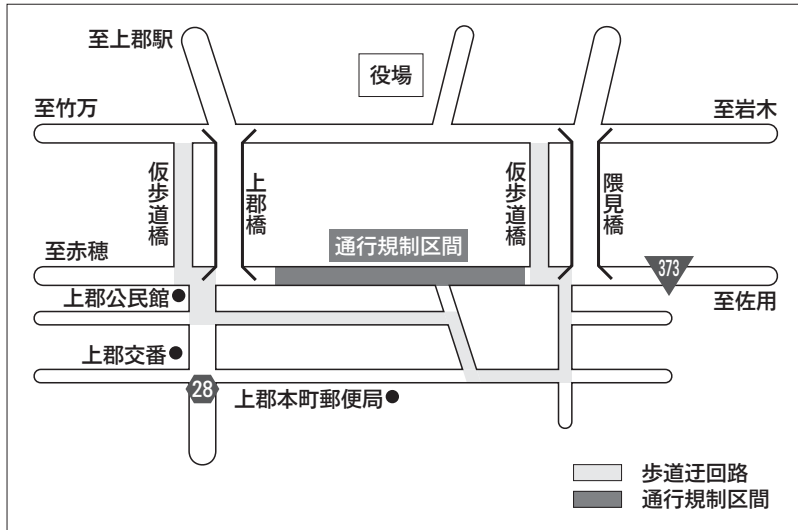 至上郡駅
役場
至竹万
至岩木
仮歩道橋
上郡橋
仮歩道橋
隈見橋
通行規制区間
至赤穂
373
至佐用
上郡公民館
上郡交番
28
上郡本町郵便局
歩道迂回路
通行規制区間